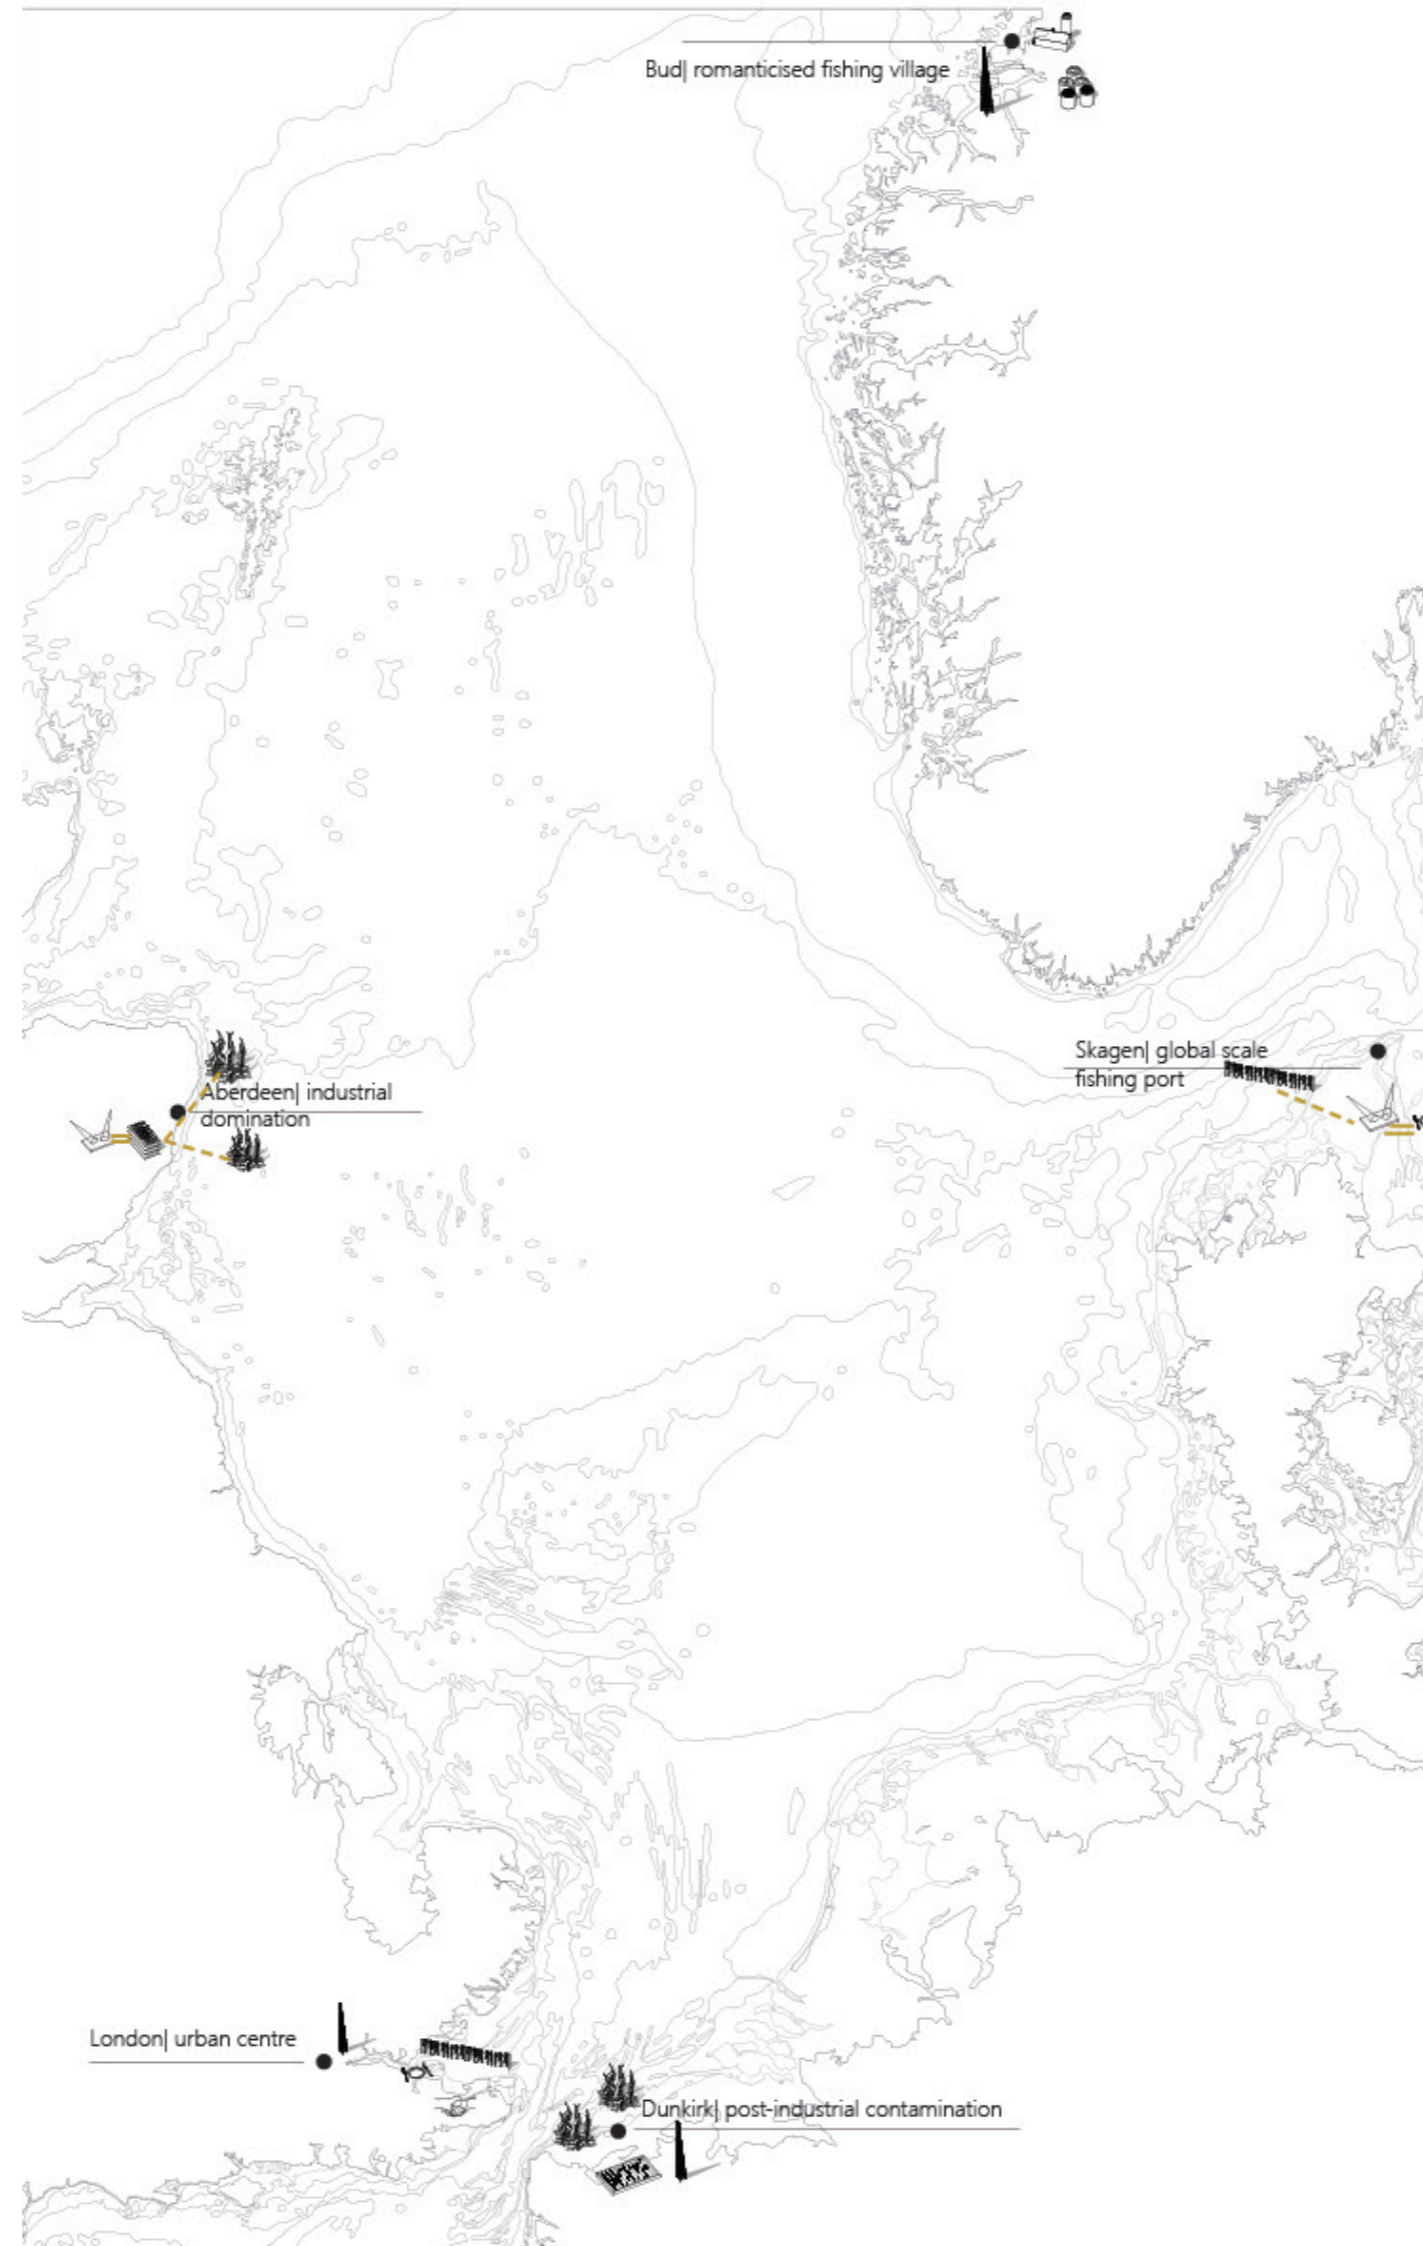 Bud| romanticised fishing village
Skagen| global scale
fishing port
Aberdeen| industrial
domination
London| urban centre
Dunkirk| post-industrial contamination